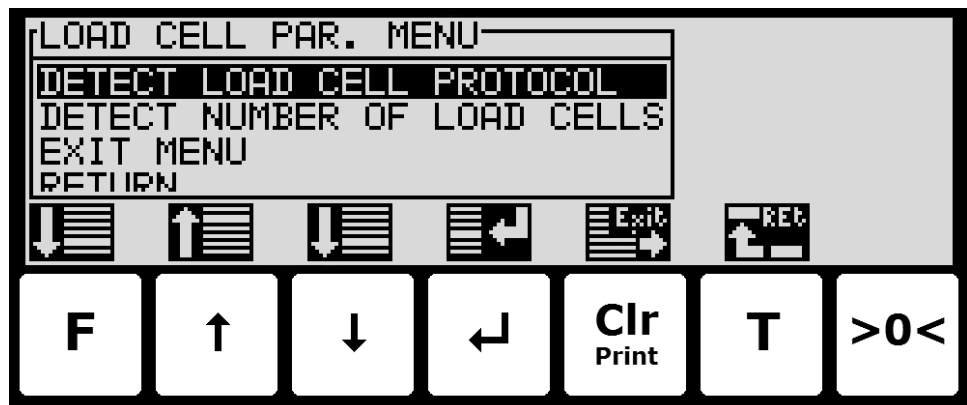 LOAD CELL PAR. MENU
DETECT LOAD CELL PROTOCOL
DETECT NUMBER OF LOAD CELLS
EXIT MENU
RETURN
Exit REt
F ↑ ↓ ↵ Clr T >0<
Print